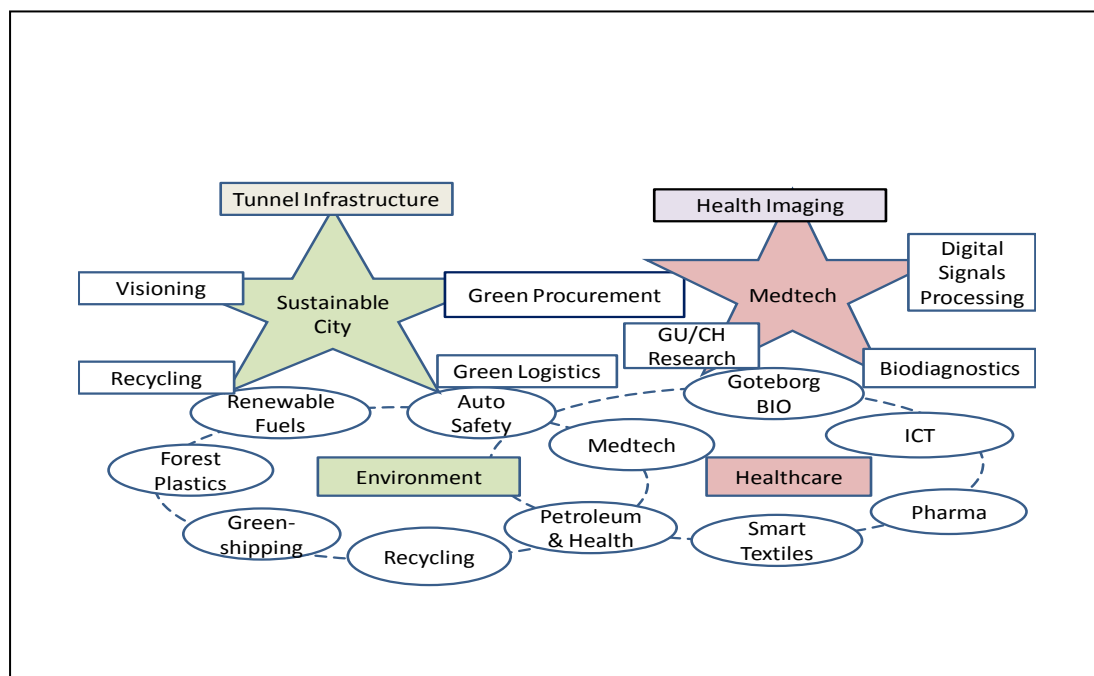 Tunnel Infrastructure
Health Imaging
Visioning
Sustainable
City
Green Procurement
Medtech
Digital
Signals
Processing
GU/CH
Research
Recycling
Green Logistics
Biodiagnostics
Renewable
Fuels
Auto
Safety
Goteborg
BIO
Medtech
ICT
Forest
Plastics
Environment
Healthcare
Green-
shipping
Recycling
Petroleum
& Health
Smart
Textiles
Pharma